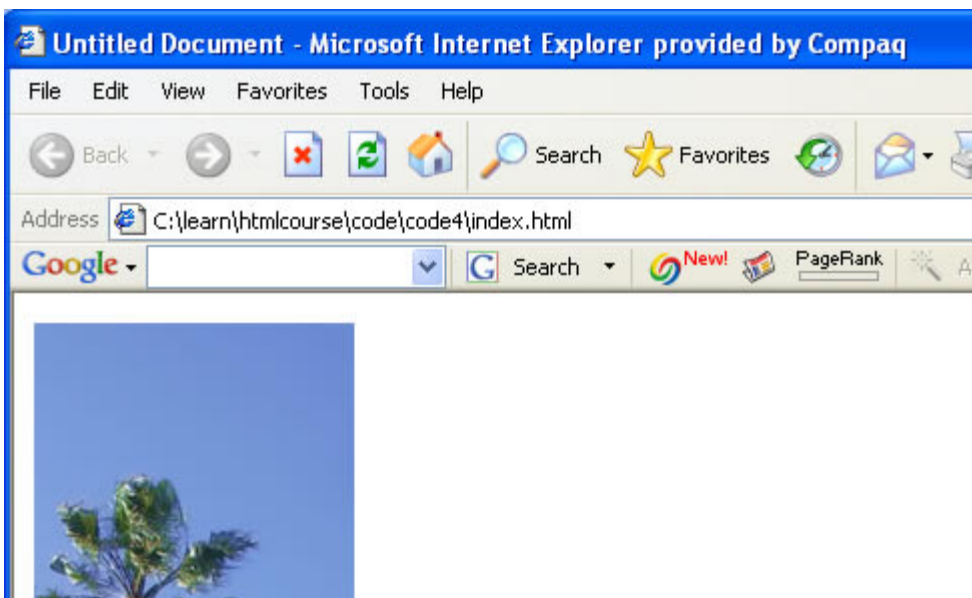 Untitled Document - Microsoft Internet Explorer provided by Compaq
File Edit View Favorites Tools Help
Back Search Favorites
Address C:\learn\htmlcourse\code\code4\index.html
Google G Search New! PageRank A